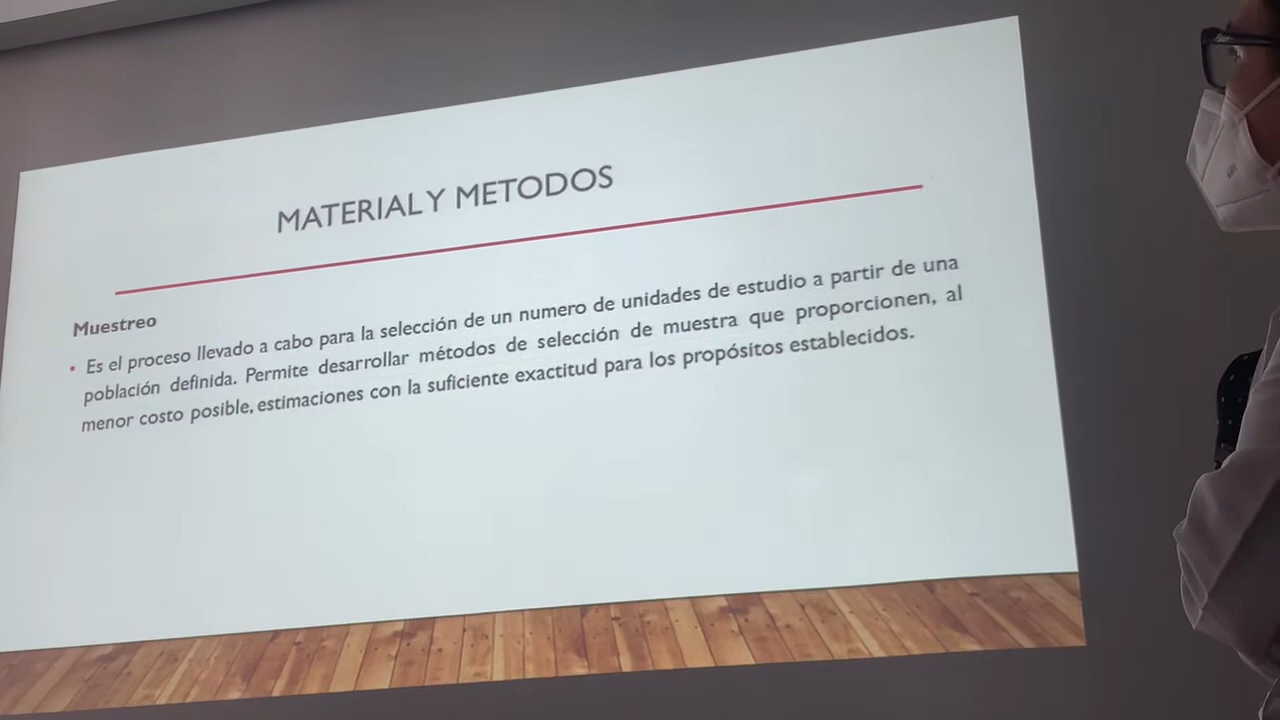 MATERIAL Y METODOS
Muestreo
• Es el proceso llevado a cabo para la selección de un numero de unidades de estudio a partir de una
población definida. Permite desarrollar métodos de selección de muestra que proporcionen, al
menor costo posible, estimaciones con la suficiente exactitud para los propósitos establecidos.